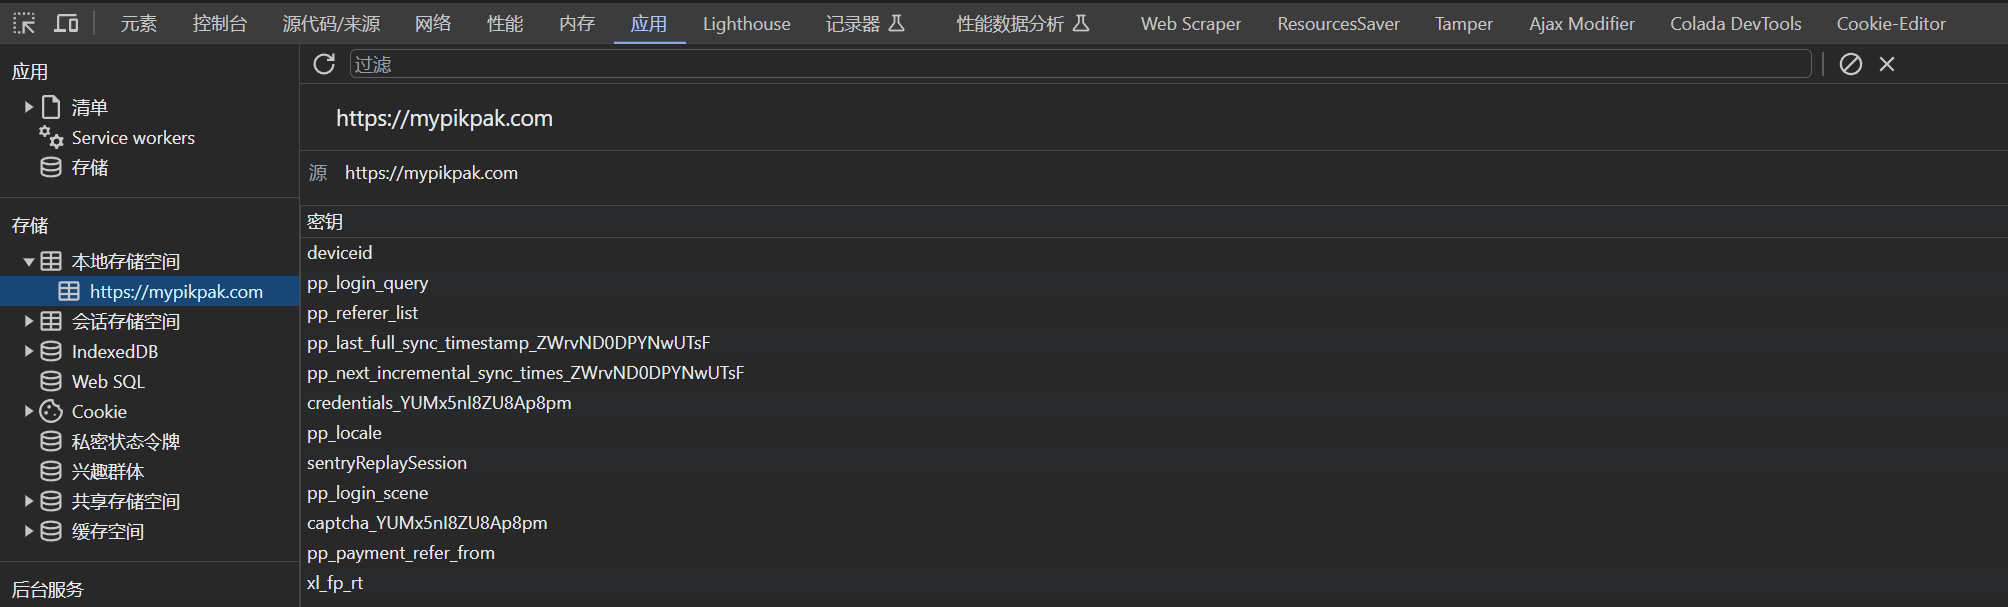 元素 控制台 源代码/来源 网络 性能 内存 应用 Lighthouse 记录器 性能数据分析 Web Scraper ResourcesSaver Tamper Ajax Modifier Colada DevTools Cookie-Editor
应用
清单
Service workers
存储
存储
本地存储空间
https://mypikpak.com
会话存储空间
IndexedDB
Web SQL
Cookie
私密状态令牌
兴趣群体
共享存储空间
缓存空间
后台服务
过滤
https://mypikpak.com
源 https://mypikpak.com
密钥
deviceid
pp_login_query
pp_referer_list
pp_last_full_sync_timestamp_ZWrvND0DPYNwUTsF
pp_next_incremental_sync_times_ZWrvND0DPYNwUTsF
credentials_YUMx5nI8ZU8Ap8pm
pp_locale
sentryReplaySession
pp_login_scene
captcha_YUMx5nI8ZU8Ap8pm
pp_payment_refer_from
xl_fp_rt